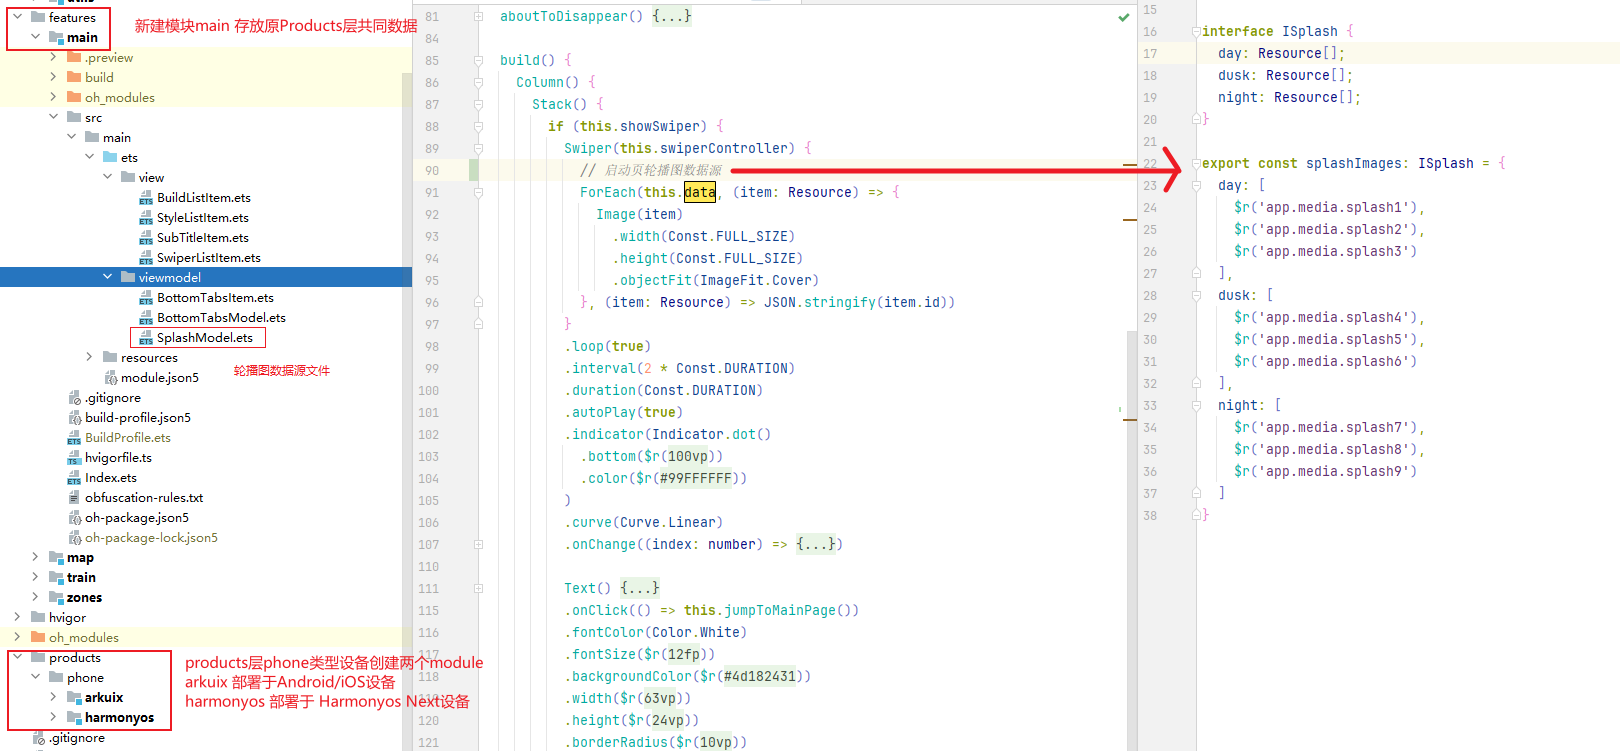 utils
features
main
.preview
build
oh_modules
src
main
ets
view
BuildListItem.ets
StyleListItem.ets
SubTitleItem.ets
SwiperListItem.ets
viewmodel
BottomTabsItem.ets
BottomTabsModel.ets
SplashModel.ets
resources
module.json5
.gitignore
build-profile.json5
BuildProfile.ets
hvigorfile.ts
Index.ets
obfuscation-rules.txt
oh-package.json5
oh-package-lock.json5
map
train
zones
hvigor
oh_modules
products
phone
arkuix
harmonyos
.gitignore
新建模块main 存放原Products层共同数据
轮播图数据源文件
products层phone类型设备创建两个module
arkuix 部署于Android/iOS设备
harmonyos 部署于 Harmonyos Next设备
81 aboutToDisappear() {...}
84
85 build() {
86 Column() {
87 Stack() {
88 if (this.showSwiper) {
89 Swiper(this.swiperController) {
90 // 启动页轮播图数据源
91 ForEach(this.data, (item: Resource) => {
92 Image(item)
93 .width(Const.FULL_SIZE)
94 .height(Const.FULL_SIZE)
95 .objectFit(ImageFit.Cover)
96 }, (item: Resource) => JSON.stringify(item.id))
97 }
98 .loop(true)
99 .interval(2 * Const.DURATION)
100 .duration(Const.DURATION)
101 .autoPlay(true)
102 .indicator(Indicator.dot()
103 .bottom($r(100vp))
104 .color($r(#99FFFFFF))
105 )
106 .curve(Curve.Linear)
107 .onChange((index: number) => {...})
110
111 Text() {...}
115 .onClick(() => this.jumpToMainPage())
116 .fontColor(Color.White)
117 .fontSize($r(12fp))
118 .backgroundColor($r(#4d182431))
119 .width($r(63vp))
120 .height($r(24vp))
121 .borderRadius($r(10vp))
15
16 interface ISplash {
17 day: Resource[];
18 dusk: Resource[];
19 night: Resource[];
20 }
21
22 export const splashImages: ISplash = {
23 day: [
24 $r('app.media.splash1'),
25 $r('app.media.splash2'),
26 $r('app.media.splash3')
27 ],
28 dusk: [
29 $r('app.media.splash4'),
30 $r('app.media.splash5'),
31 $r('app.media.splash6')
32 ],
33 night: [
34 $r('app.media.splash7'),
35 $r('app.media.splash8'),
36 $r('app.media.splash9')
37 ]
38 }